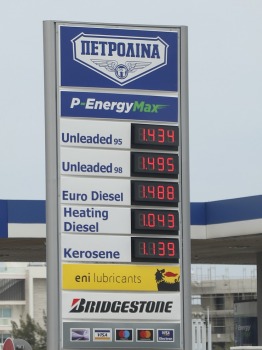 ΠΕΤΡΟΛΙΝΑ
P-EnergyMax
Unleaded 95 1.434
Unleaded 98 1.495
Euro Diesel 1.488
Heating Diesel 1.043
Kerosene 1.139
eni lubricants
BRIDGESTONE
VISA